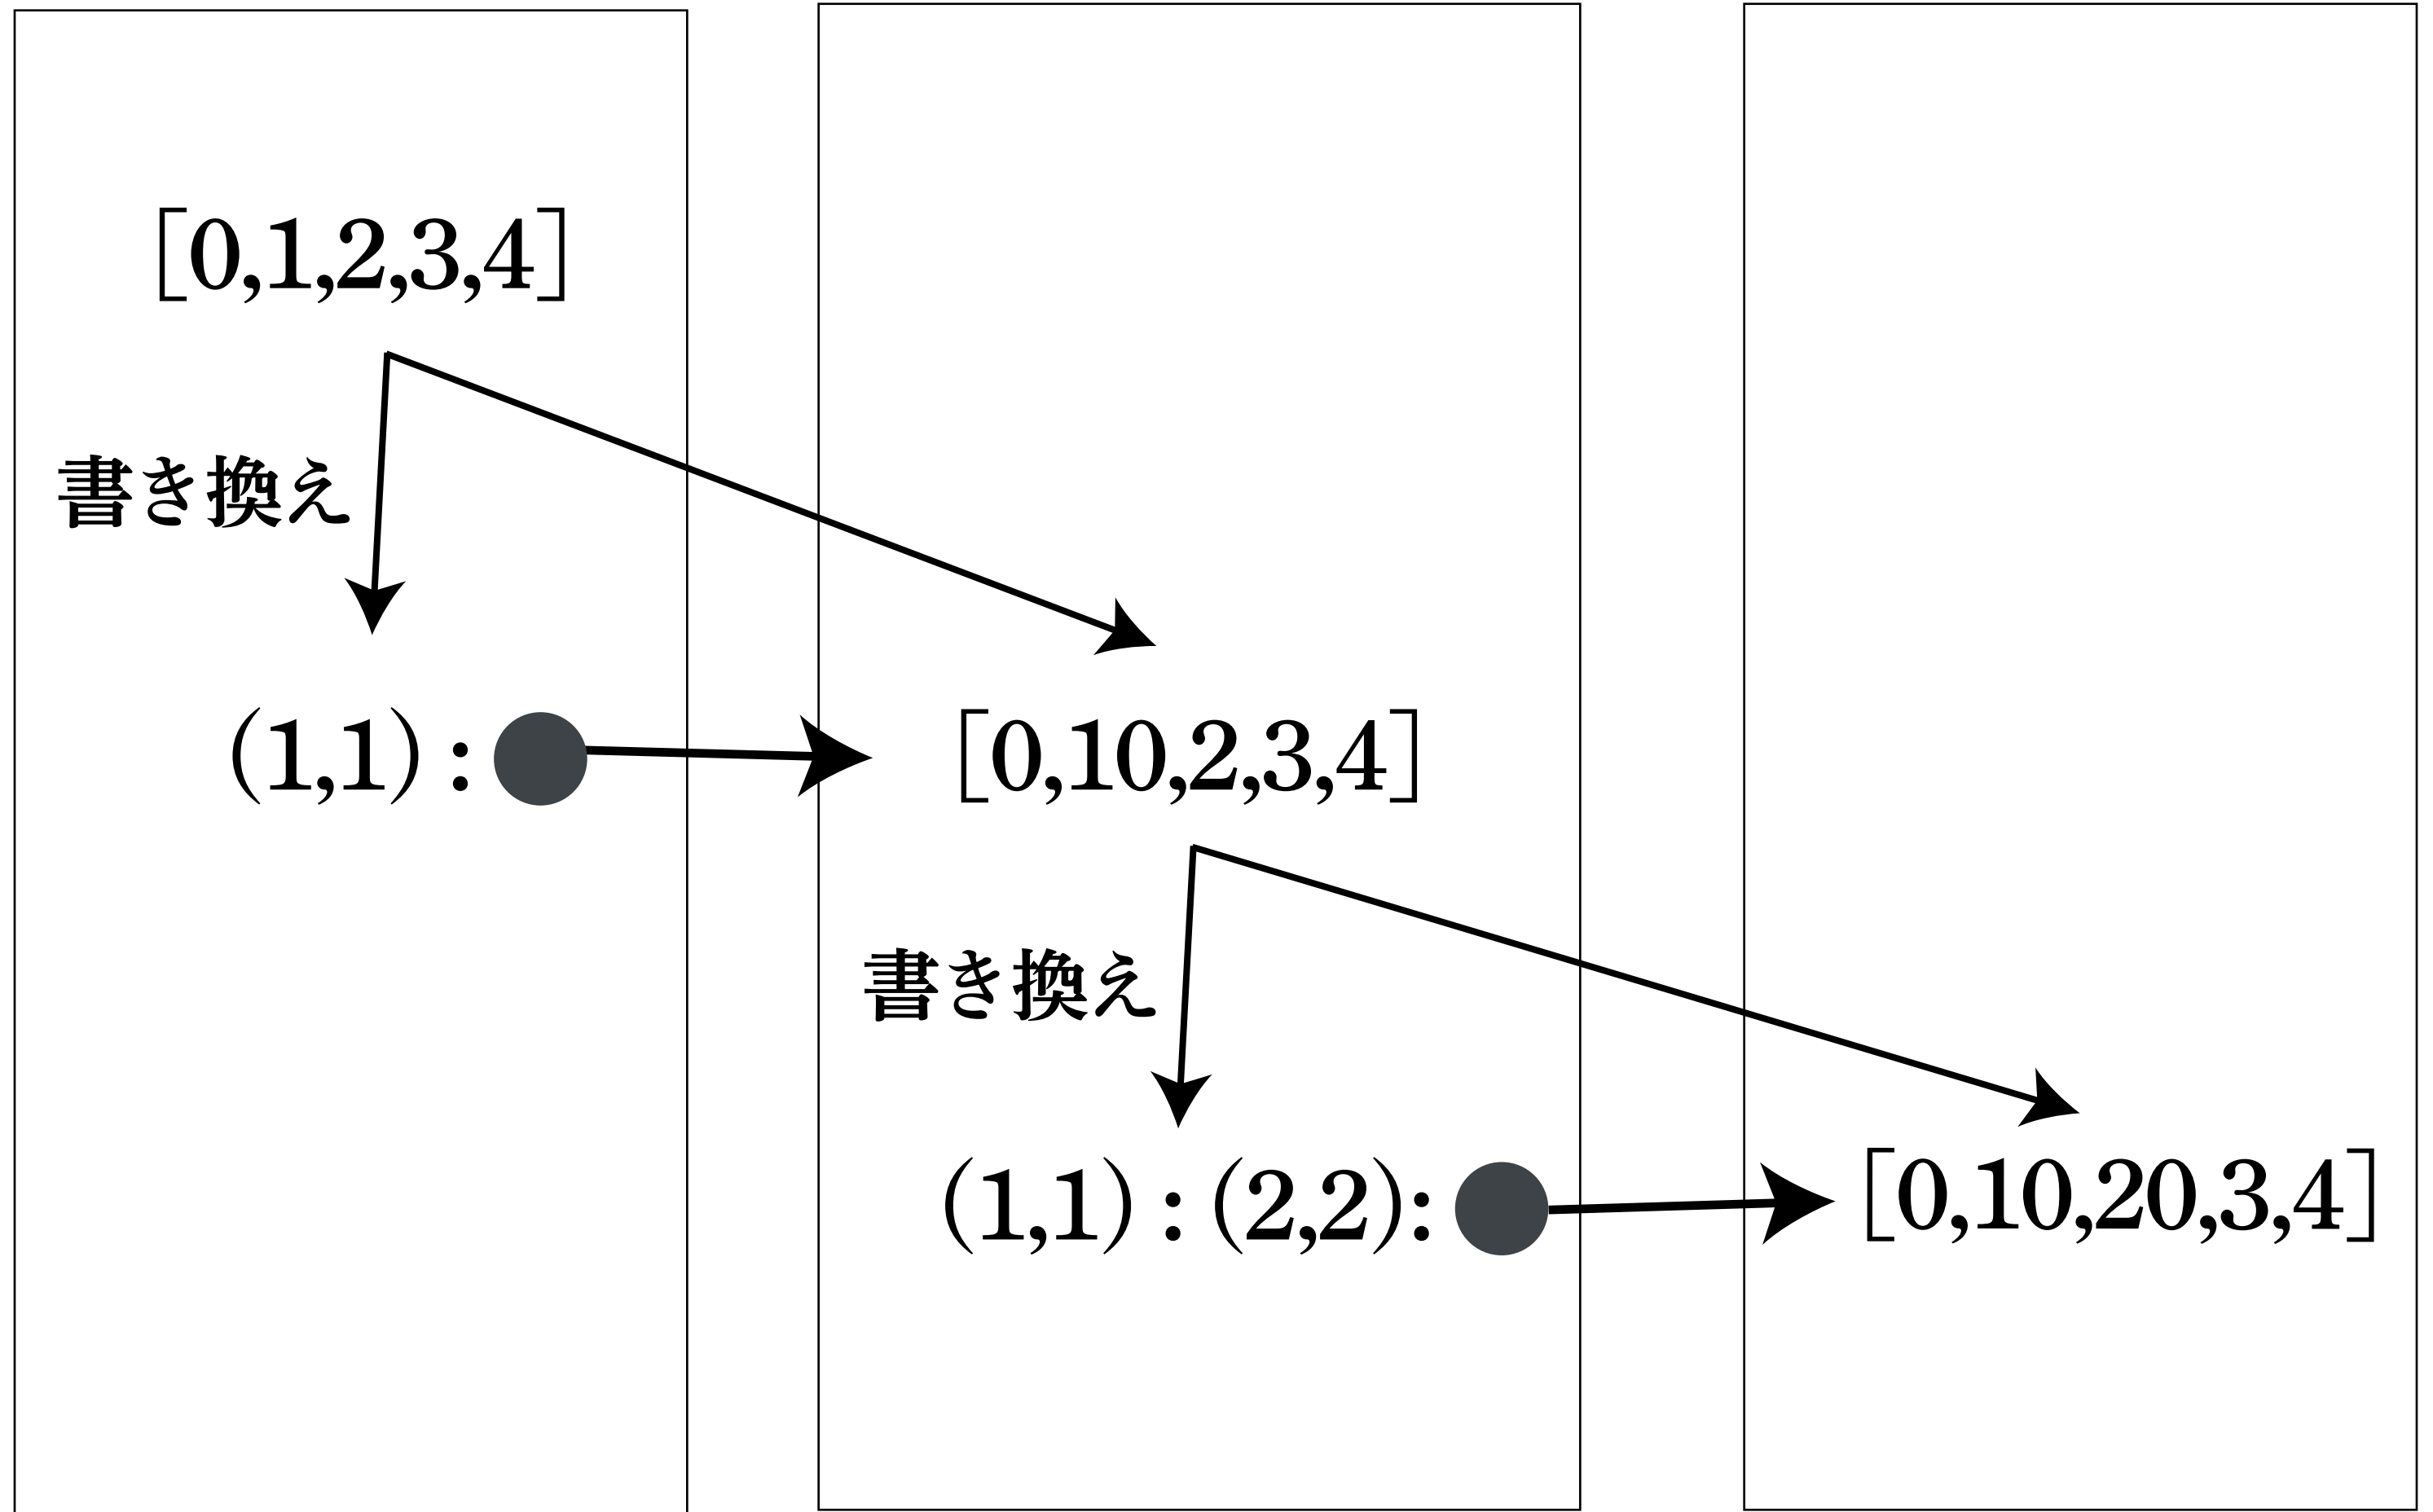 [0,1,2,3,4]
書き換え
(1,1) :
[0,10,2,3,4]
書き換え
(1,1) : (2,2):
[0,10,20,3,4]